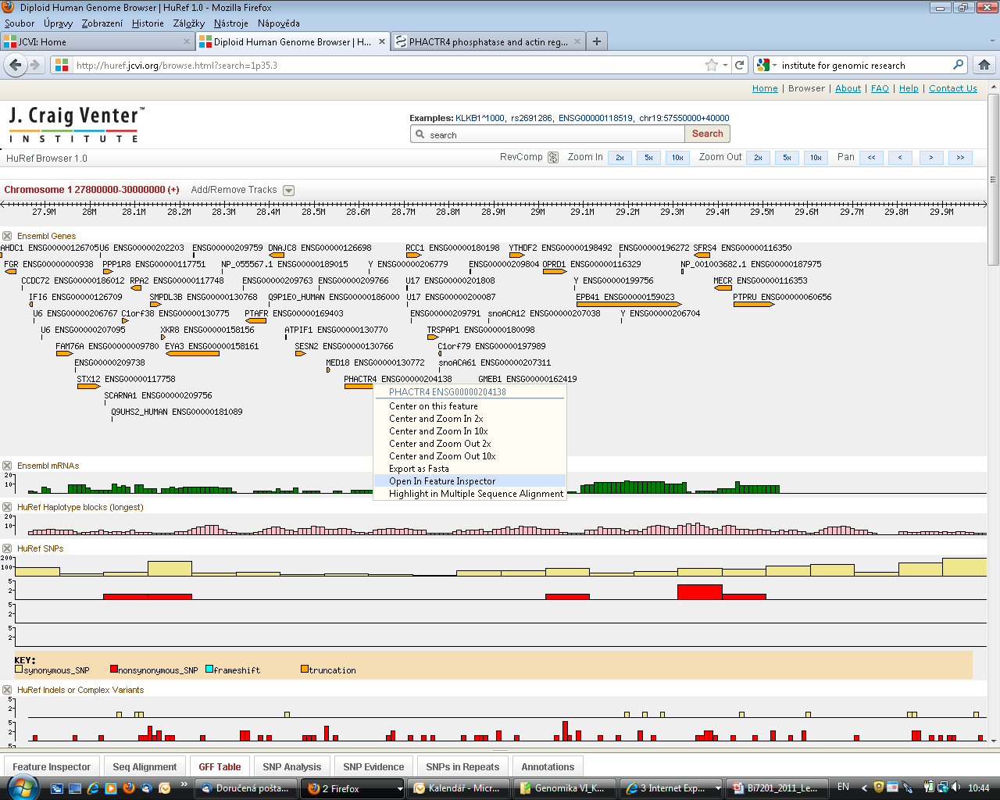 Diploid Human Genome Browser | HuRef 1.0 - Mozilla Firefox
Soubor Úpravy Zobrazení Historie Záložky Nástroje Nápověda
JCVI: Home
Diploid Human Genome Browser | H...
PHACTR4 phosphatase and actin reg...
http://huref.jcvi.org/browse.html?search=1p35.3
institute for genomic research
Home | Browser | About | FAQ | Help | Contact Us
J. Craig Venter™
INSTITUTE
Examples: KLKB1^1000, rs2691286, ENSG00000118519, chr19:57550000+40000
search
Search
HuRef Browser 1.0
RevComp Zoom In 2x 5x 10x Zoom Out 2x 5x 10x Pan << < > >>
Chromosome 1 27800000-30000000 (+) Add/Remove Tracks
27.9M 28M 28.1M 28.2M 28.3M 28.4M 28.5M 28.6M 28.7M 28.8M 28.9M 29M 29.1M 29.2M 29.3M 29.4M 29.5M 29.6M 29.7M 29.8M 29.9M
Ensembl Genes
AHDC1 ENSG00000126705 U6 ENSG00000202203 ENSG00000209759 DNAJC8 ENSG00000126698 RCC1 ENSG00000180198 YTHDF2 ENSG00000198492 ENSG00000196272 SFRS4 ENSG00000116350
FGR ENSG00000000938 PPP1R8 ENSG00000117751 NP_055567.1 ENSG00000189015 Y ENSG00000206779 ENSG00000209804 OPRD1 ENSG00000116329 NP_001003682.1 ENSG00000187975
CCDC72 ENSG00000186012 RPA2 ENSG00000117748 ENSG00000209763 ENSG00000209766 U17 ENSG00000201808 Y ENSG00000199756 MECR ENSG00000116353
IFI6 ENSG00000126709 SMPDL3B ENSG00000130768 Q9P1E0_HUMAN ENSG00000186000 U17 ENSG00000200087 EPB41 ENSG00000159023 PTPRU ENSG00000060656
U6 ENSG00000206767 C1orf38 ENSG00000130775 PTAFR ENSG00000169403 ENSG00000209791 snoACA12 ENSG00000207038 Y ENSG00000206704
U6 ENSG00000207095 XKR8 ENSG00000158156 ATPIF1 ENSG00000130770 TRSPAP1 ENSG00000180098
FAM76A ENSG00000009780 EYA3 ENSG00000158161 SESN2 ENSG00000130766 C1orf79 ENSG00000197989
ENSG00000209738 MED18 ENSG00000130772 snoACA61 ENSG00000207311
STX12 ENSG00000117758 PHACTR4 ENSG00000204138 GMEB1 ENSG00000162419
SCARNA1 ENSG00000209756
Q9UHS2_HUMAN ENSG00000181089
PHACTR4 ENSG00000204138
Center on this feature
Center and Zoom In 2x
Center and Zoom In 10x
Center and Zoom Out 2x
Center and Zoom Out 10x
Export as Fasta
Open In Feature Inspector
Highlight in Multiple Sequence Alignment
Ensembl mRNAs
20
10
HuRef Haplotype blocks (longest)
20
10
HuRef SNPs
200
100
5
2
5
2
5
2
KEY:
synonymous_SNP nonsynonymous_SNP frameshift truncation
HuRef Indels or Complex Variants
5
2
5
2
Feature Inspector Seq Alignment GFF Table SNP Analysis SNP Evidence SNPs in Repeats Annotations
Doručená pošta... 2 Firefox Kalendář - Micr... Genomika VI_K... 3 Internet Exp... Bi7201_2011_Le... EN 10:44